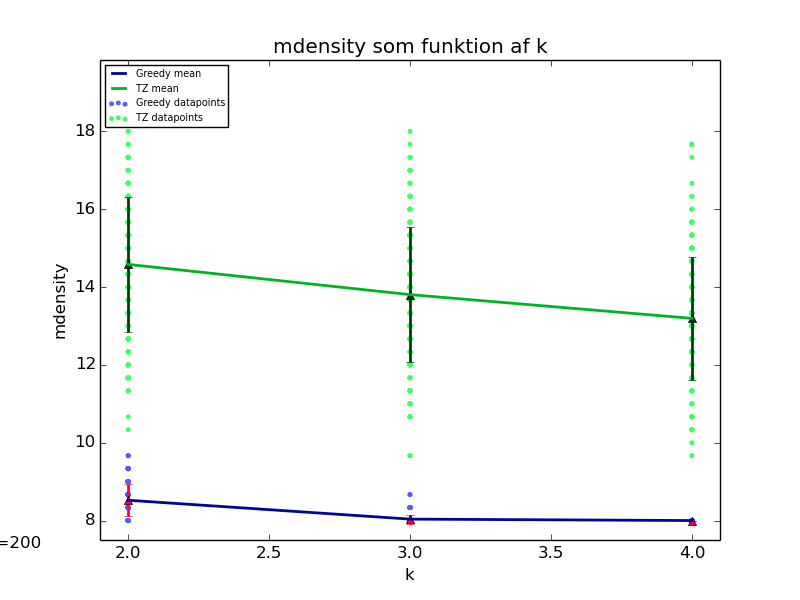 mdensity som funktion af k
Greedy mean
TZ mean
Greedy datapoints
TZ datapoints
18
16
14
12
10
8
mdensity
=200
2.0 2.5 3.0 3.5 4.0
k